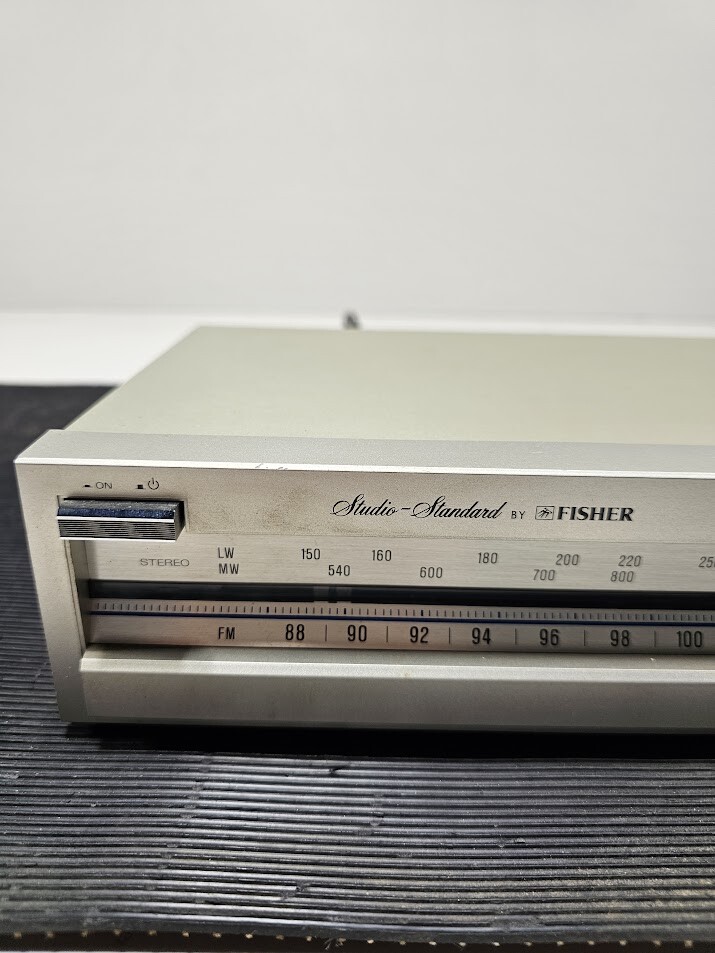 ON
Studio-Standard BY FISHER
STEREO
LW 150 160 180 200 220 250
MW 540 600 700 800
FM 88 90 92 94 96 98 100